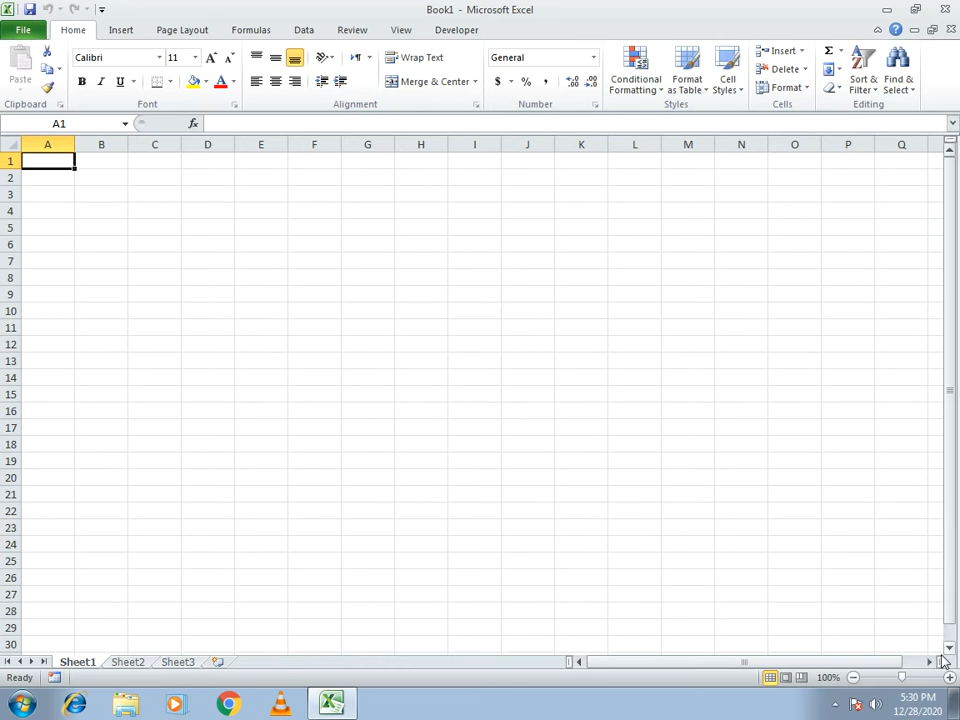 Book1 - Microsoft Excel
File Home Insert Page Layout Formulas Data Review View Developer
Paste
Calibri 11
B I U
Wrap Text
Merge & Center
General
$ % ,
Conditional Formatting
Format as Table
Cell Styles
Insert
Delete
Format
Sort & Filter
Find & Select
Clipboard Font Alignment Number Styles Cells Editing
A1 fx
A B C D E F G H I J K L M N O P Q
1
2
3
4
5
6
7
8
9
10
11
12
13
14
15
16
17
18
19
20
21
22
23
24
25
26
27
28
29
30
Sheet1 Sheet2 Sheet3
Ready 100%
5:30 PM
12/28/2020